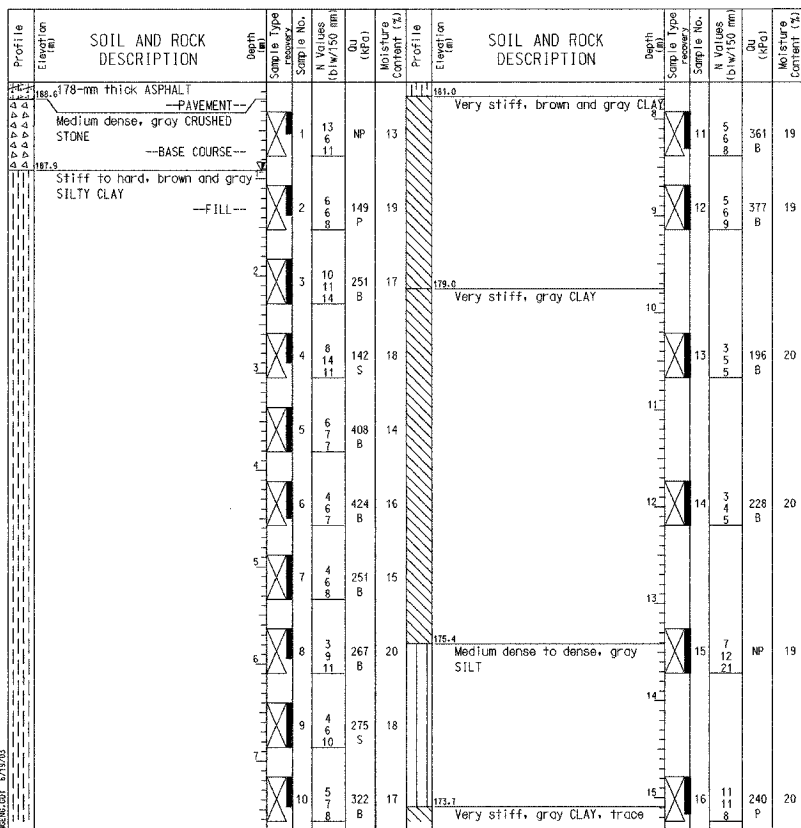 Profile
Elevation (m)
SOIL AND ROCK
DESCRIPTION
Depth (m)
Sample Type
recovery
Sample No.
N Values
(blw/150 mm)
Qu
(KPa)
Moisture
Content (%)
188.6 178-mm thick ASPHALT
--PAVEMENT--
Medium dense, gray CRUSHED
STONE
--BASE COURSE--
1 13 6 11 NP 13
187.9
Stiff to hard, brown and gray
SILTY CLAY
--FILL--
1
2 6 6 8 149 P 19
2
3 10 11 14 251 B 17
3
4 8 14 11 142 S 18
5 6 7 7 408 B 14
4
6 4 6 7 424 B 16
5
7 4 6 8 251 B 15
6
8 3 9 11 267 B 20
9 4 6 10 275 S 18
7
10 5 7 8 322 B 17
Profile
Elevation (m)
SOIL AND ROCK
DESCRIPTION
Depth (m)
Sample Type
recovery
Sample No.
N Values
(blw/150 mm)
Qu
(KPa)
Moisture
Content (%)
181.0
Very stiff, brown and gray CLAY
8
11 5 6 8 361 B 19
9
12 5 6 9 377 B 19
179.0
Very stiff, gray CLAY
10
13 3 5 5 196 B 20
11
12
14 3 4 5 228 B 20
13
175.4
Medium dense to dense, gray
SILT
15 7 12 21 NP 19
14
15
16 11 11 8 240 P 20
173.7
Very stiff, gray CLAY, trace
6/19/03